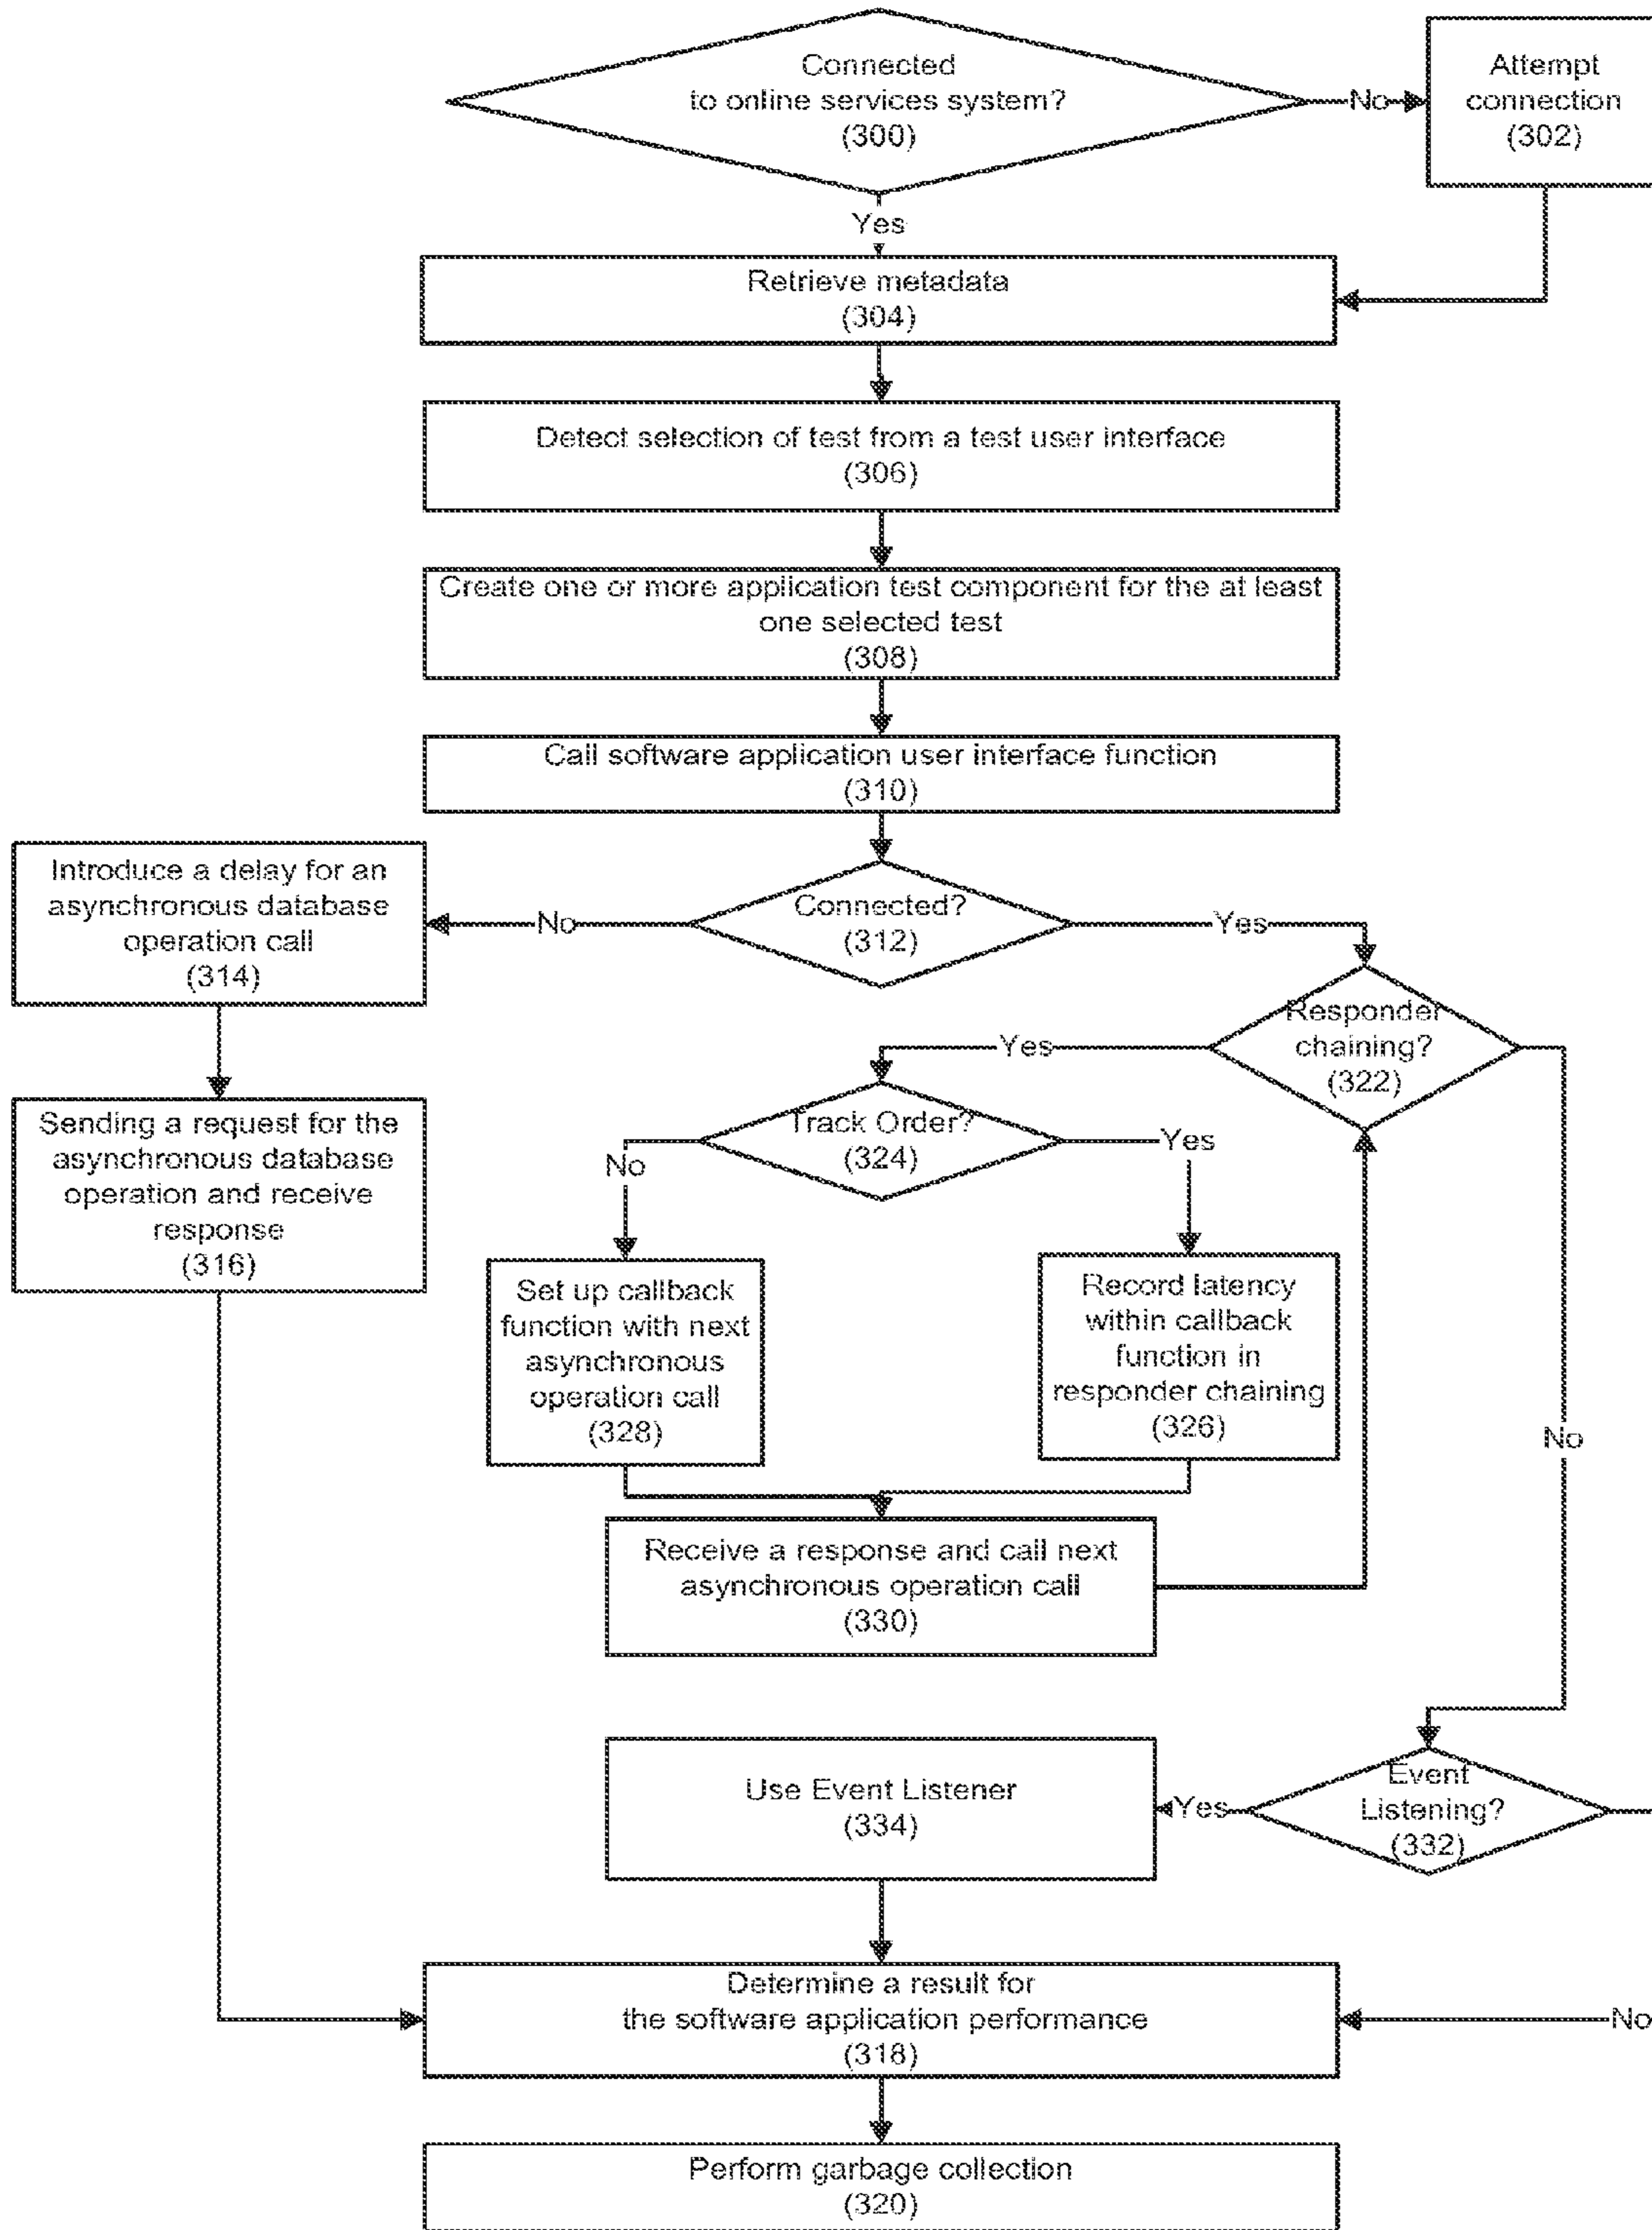 Connected
to online services system?
(300)
No
Attempt
connection
(302)
Yes
Retrieve metadata
(304)
Detect selection of test from a test user interface
(306)
Create one or more application test component for the at least
one selected test
(308)
Call software application user interface function
(310)
Introduce a delay for an
asynchronous database
operation call
(314)
No
Connected?
(312)
Yes
Responder
chaining?
(322)
Yes
Track Order?
(324)
Sending a request for the
asynchronous database
operation and receive
response
(316)
No
Yes
Set up callback
function with next
asynchronous
operation call
(328)
Record latency
within callback
function in
responder chaining
(326)
No
Receive a response and call next
asynchronous operation call
(330)
Use Event Listener
(334)
Yes
Event
Listening?
(332)
Determine a result for
the software application performance
(318)
No
Perform garbage collection
(320)